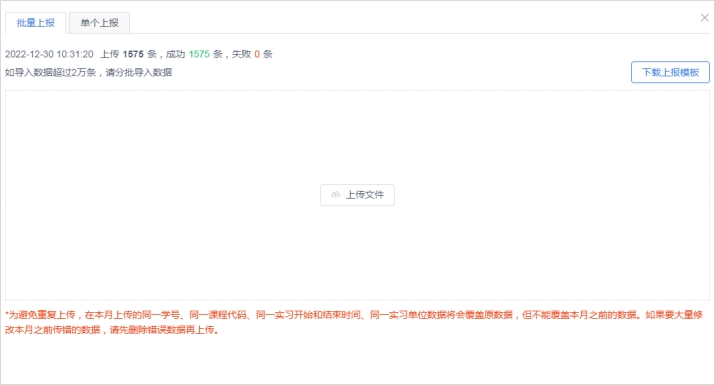 批量上报
单个上报
2022-12-30 10:31:20 上传 1575 条，成功 1575 条，失败 0 条
如导入数据超过2万条，请分批导入数据
下载上报模板
上传文件
*为避免重复上传，在本月上传的同一学号、同一课程代码、同一实习开始和结束时间、同一实习单位数据将会覆盖原数据，但不能覆盖本月之前的数据。如果要大量修
改本月之前传错的数据，请先删除错误数据再上传。